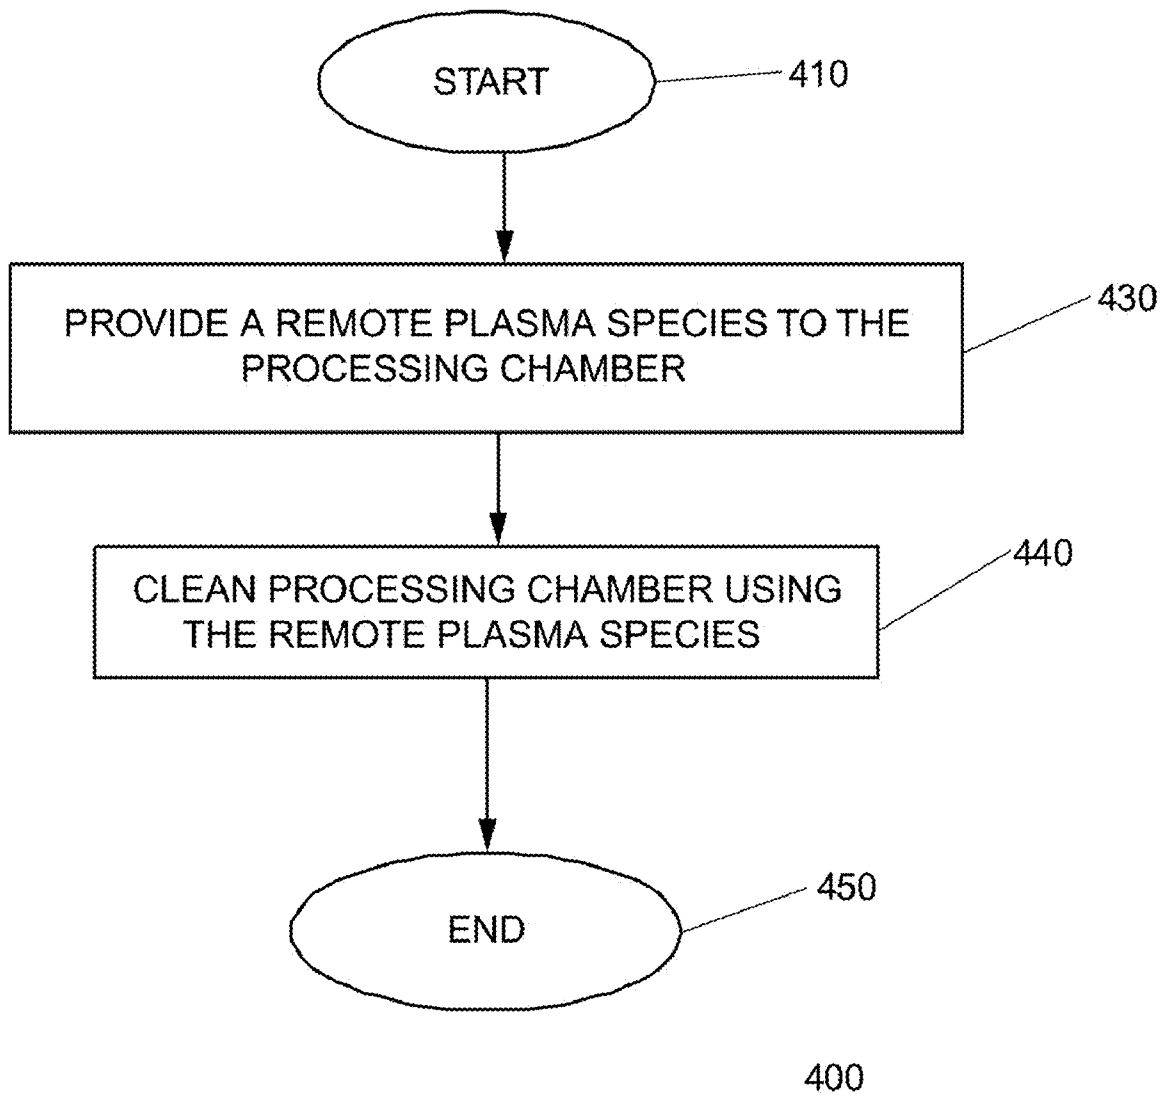 START
410
PROVIDE A REMOTE PLASMA SPECIES TO THE
PROCESSING CHAMBER
430
CLEAN PROCESSING CHAMBER USING
THE REMOTE PLASMA SPECIES
440
END
450
400